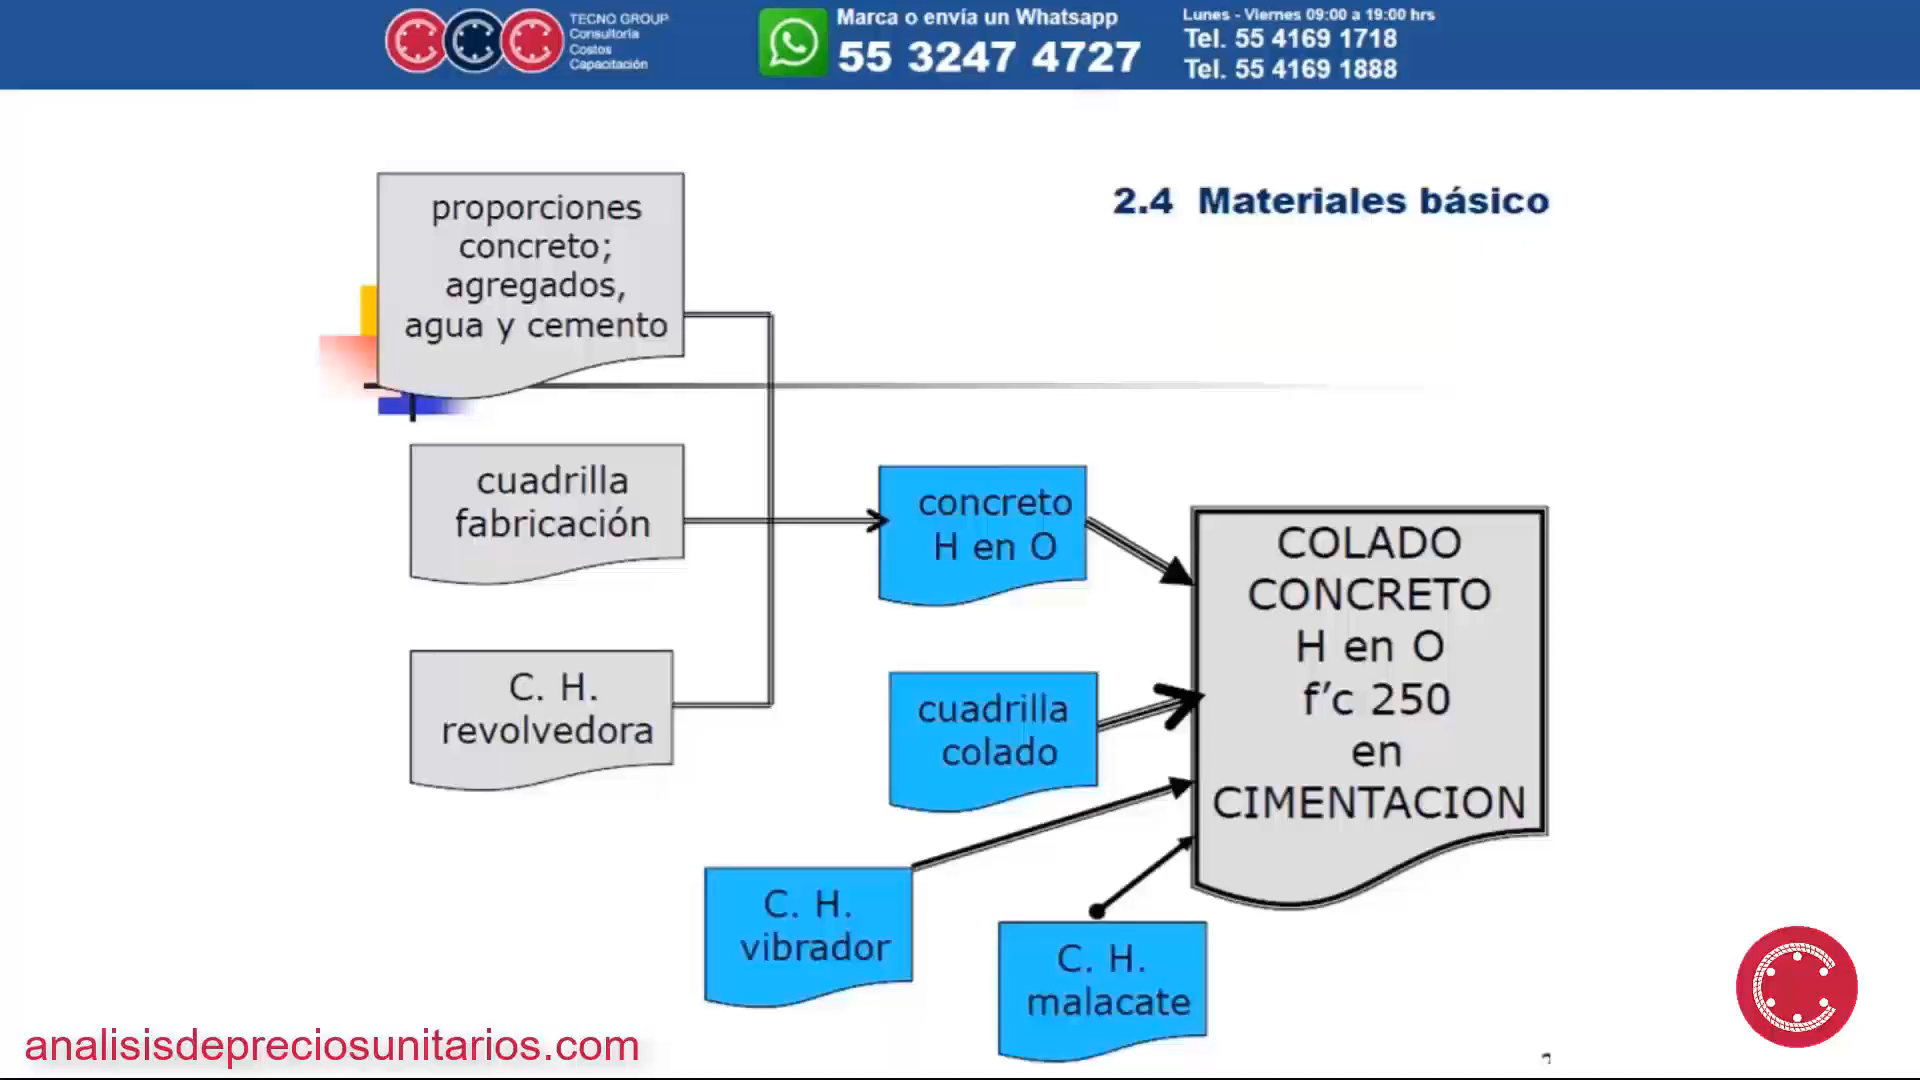 TECNO GROUP
Consultoría
Costos
Capacitación
Marca o envía un Whatsapp
55 3247 4727
Lunes - Viernes 09:00 a 19:00 hrs
Tel. 55 4169 1718
Tel. 55 4169 1888
2.4 Materiales básico
proporciones
concreto;
agregados,
agua y cemento
cuadrilla
fabricación
C. H.
revolvedora
concreto
H en O
cuadrilla
colado
C. H.
vibrador
C. H.
malacate
COLADO
CONCRETO
H en O
f’c 250
en
CIMENTACION
analisisdepreciosunitarios.com